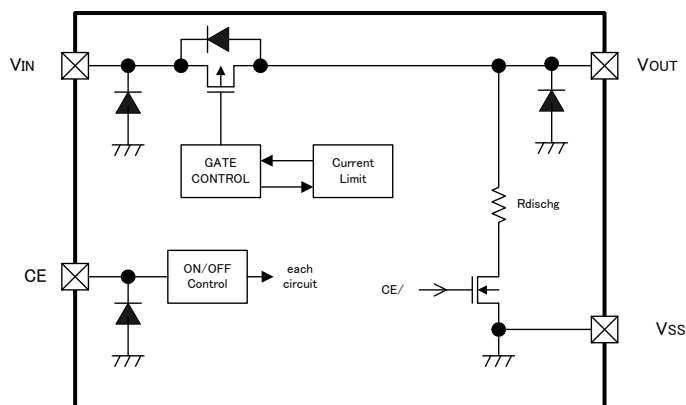 VIN
VOUT
GATE
CONTROL
Current
Limit
Rdischg
CE
ON/OFF
Control
each
circuit
CE/
VSS